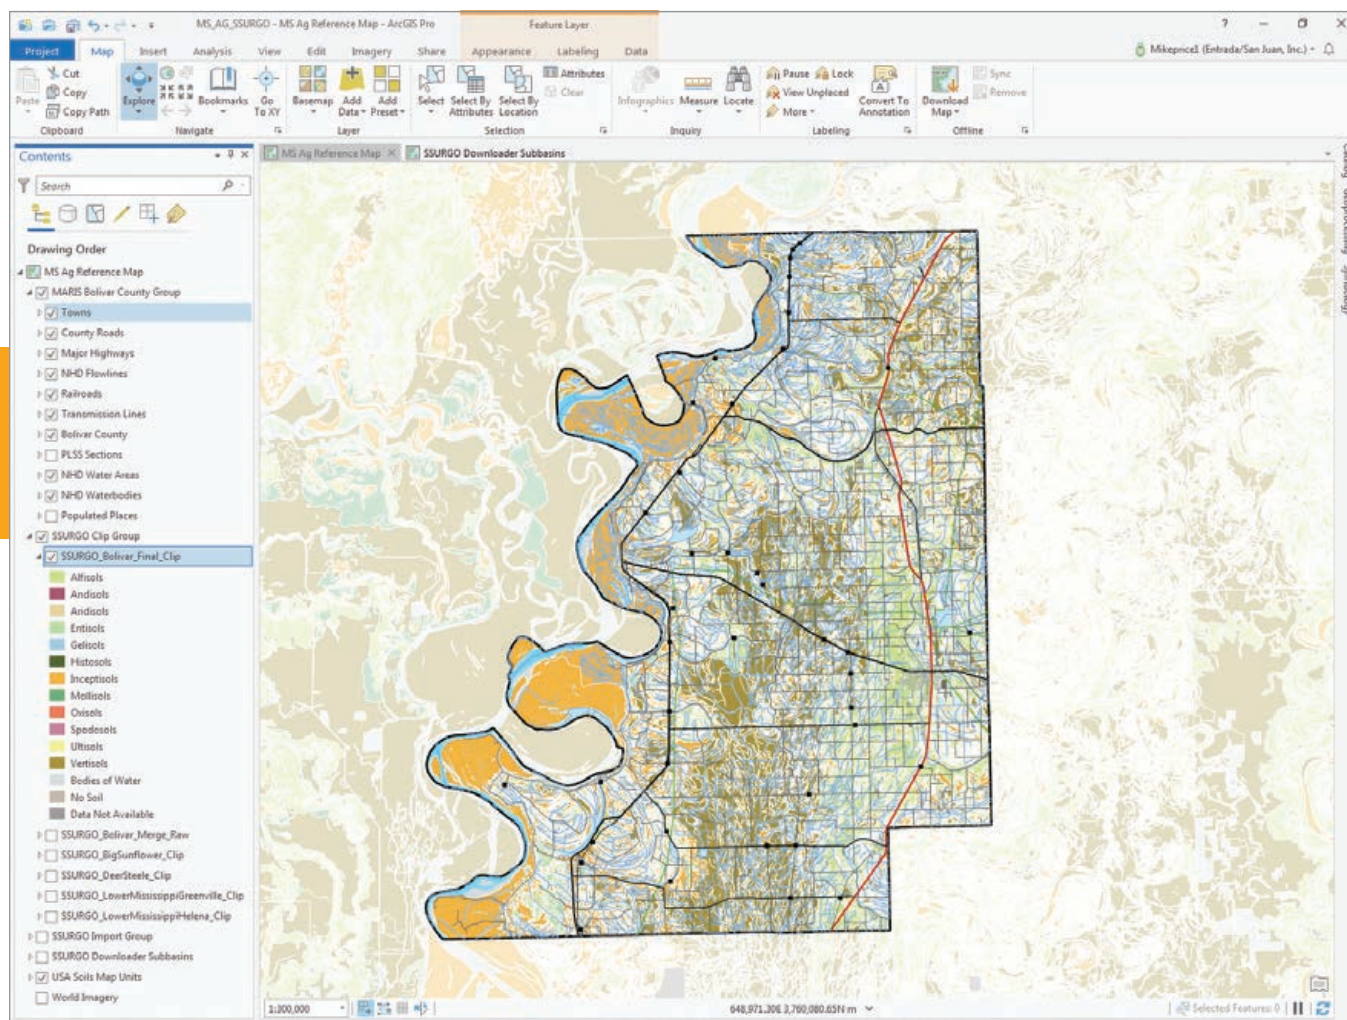 MS_AG_SSURGO - MS Ag Reference Map - ArcGIS Pro
Feature Layer
? – X
Project Map Insert Analysis View Edit Imagery Share Appearance Labeling Data
Mikeprice1 (Entrada/San Juan, Inc.)
Paste
Cut
Copy
Copy Path
Clipboard
Explore
Bookmarks
Go To XY
Navigate
Basemap
Add Data
Add Preset
Layer
Select
Select By Attributes
Select By Location
Attributes
Clear
Selection
Infographics
Measure
Locate
Inquiry
Pause
Lock
View Unplaced
More
Convert To Annotation
Labeling
Download Map
Sync
Remove
Offline
Contents
Search
Drawing Order
MS Ag Reference Map
MARIS Bolivar County Group
Towns
County Roads
Major Highways
NHD Flowlines
Railroads
Transmission Lines
Bolivar County
PLSS Sections
NHD Water Areas
NHD Waterbodies
Populated Places
SSURGO Clip Group
SSURGO_Bolivar_Final_Clip
Alfisols
Andisols
Aridisols
Entisols
Gelisols
Histosols
Inceptisols
Mollisols
Oxisols
Spodosols
Ultisols
Vertisols
Bodies of Water
No Soil
Data Not Available
SSURGO_Bolivar_Merge_Raw
SSURGO_BigSunflower_Clip
SSURGO_DeerSteele_Clip
SSURGO_LowerMississippiGreenville_Clip
SSURGO_LowerMississippiHelena_Clip
SSURGO Import Group
SSURGO Downloader Subbasins
USA Soils Map Units
World Imagery
MS Ag Reference Map
SSURGO Downloader Subbasins
1:300,000
648,971.30E 3,760,080.65N m
Selected Features: 0